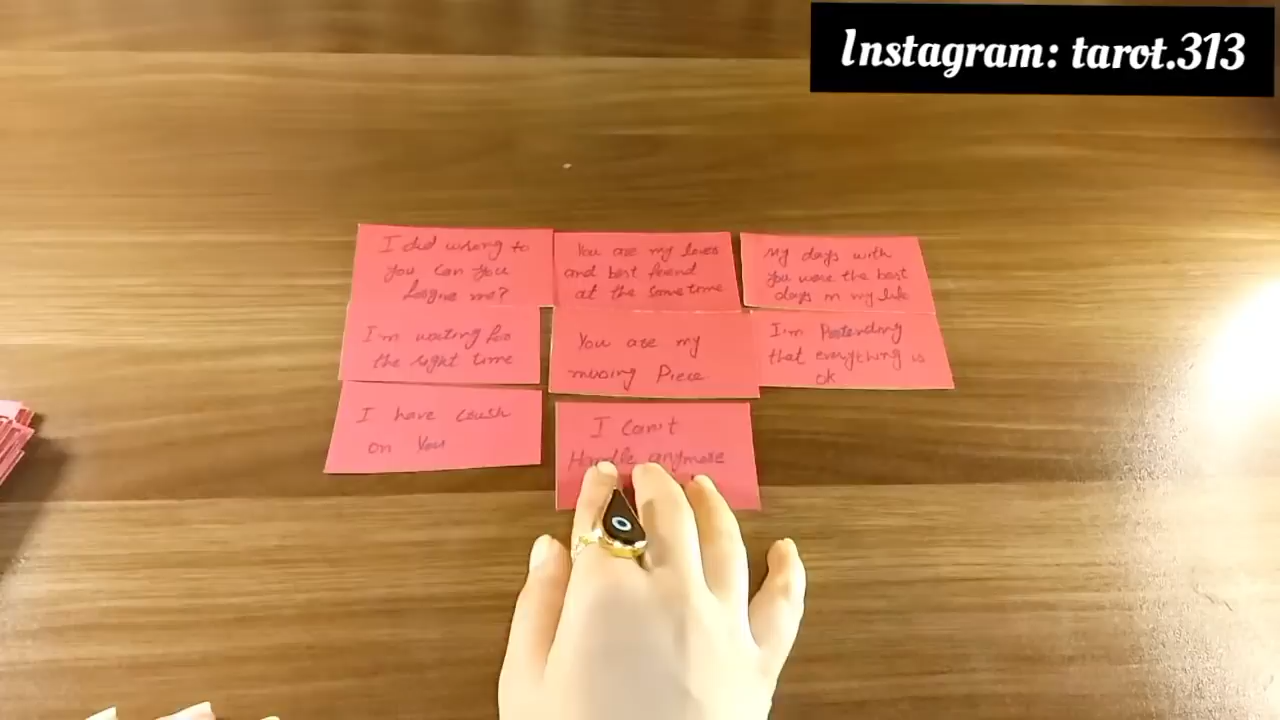 Instagram: tarot.313
I did wrong to
you can you
forgive me?
You are my lover
and best friend
at the same time
My days with
you were the best
days in my life
I'm waiting for
the right time
You are my
missing Piece
I'm Pretending
that everything is
ok
I have crush
on You
I can't
Handle anymore